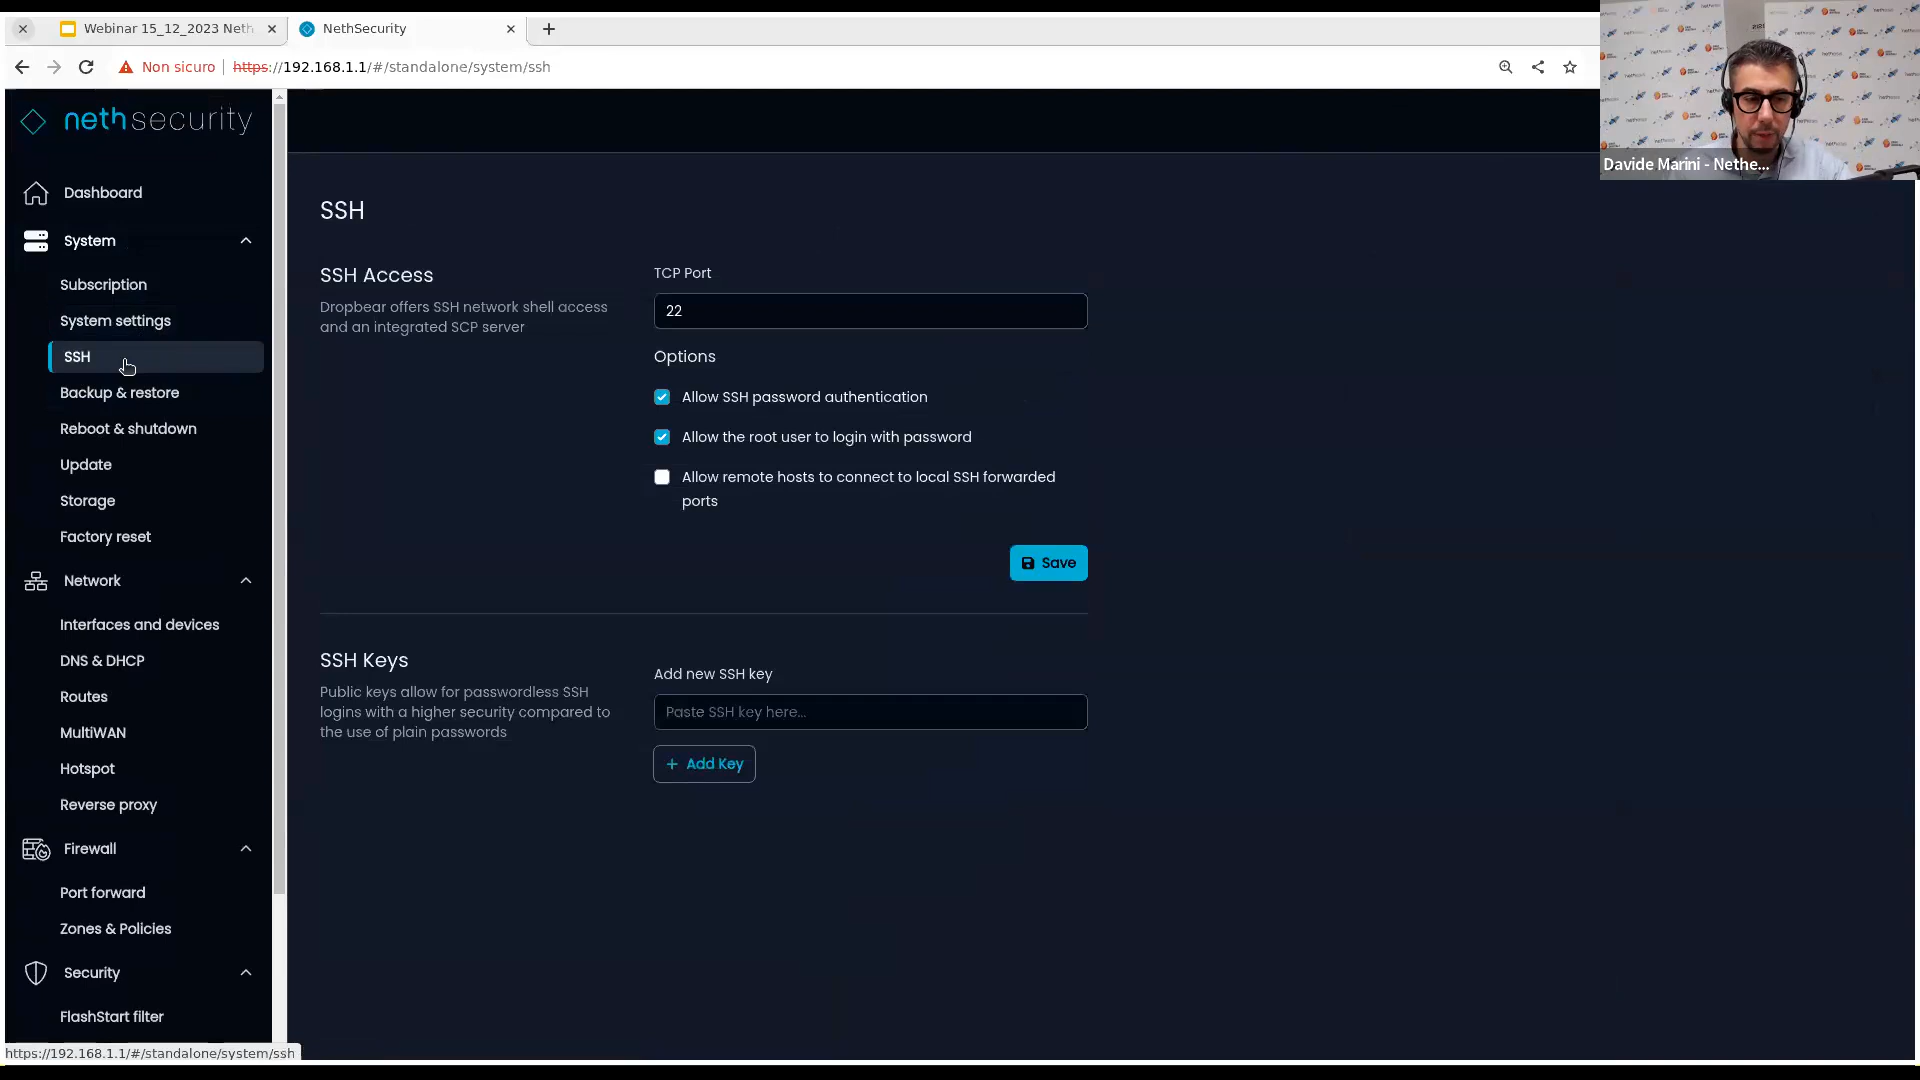 Webinar 15_12_2023 Neth
NethSecurity
Non sicuro
https://192.168.1.1/#/standalone/system/ssh
nethsecurity
Davide Marini - Nethe...
Dashboard
System
Subscription
System settings
SSH
Backup & restore
Reboot & shutdown
Update
Storage
Factory reset
Network
Interfaces and devices
DNS & DHCP
Routes
MultiWAN
Hotspot
Reverse proxy
Firewall
Port forward
Zones & Policies
Security
FlashStart filter
https://192.168.1.1/#/standalone/system/ssh
SSH
SSH Access
Dropbear offers SSH network shell access
and an integrated SCP server
TCP Port
22
Options
Allow SSH password authentication
Allow the root user to login with password
Allow remote hosts to connect to local SSH forwarded
ports
Save
SSH Keys
Public keys allow for passwordless SSH
logins with a higher security compared to
the use of plain passwords
Add new SSH key
Paste SSH key here...
+ Add Key